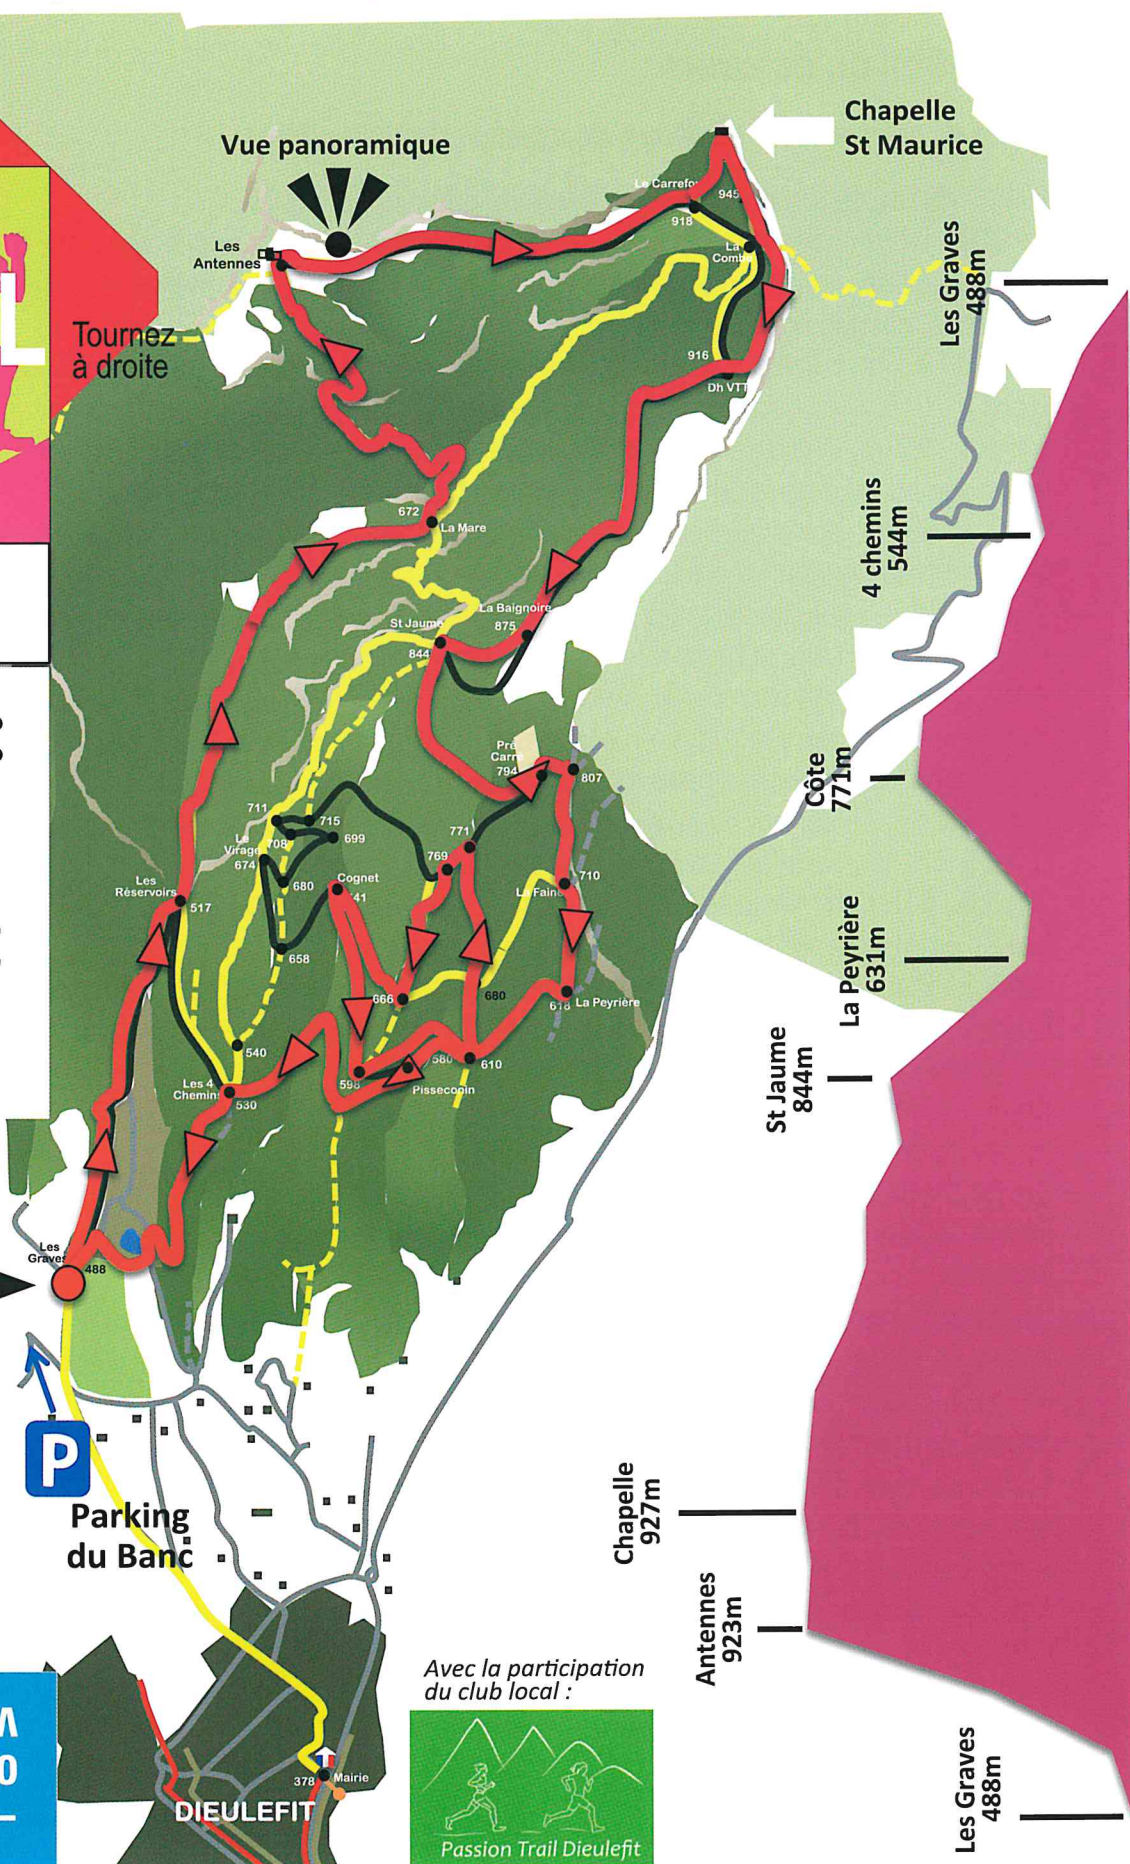 Chapelle
St Maurice
Vue panoramique
Les
Antennes
Tournez
à droite
945
918
La
Combe
916
Dh VTT
672
La Mare
La Baignoire
875
St Jaume
844
Pré
Carré
794
807
711
715
708
699
Le
Virage
674
680
771
769
Cognet
710
Les
Réservoirs
517
658
666
680
618
La Peyrière
540
Les 4
Chemins
530
598
580
610
Pissecopin
Les
Graves
488
P
Parking
du Banc
378
Mairie
DIEULEFIT
Avec la participation
du club local :
Passion Trail Dieulefit
Les Graves
488m
4 chemins
544m
Côte
771m
La Peyrière
631m
St Jaume
844m
Chapelle
927m
Antennes
923m
Les Graves
488m